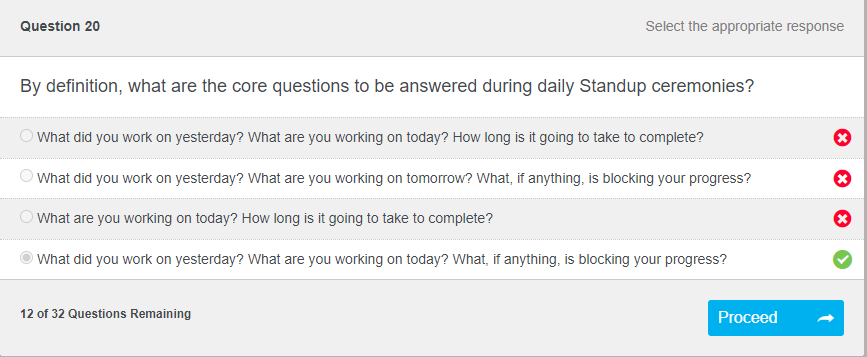 Question 20
Select the appropriate response
By definition, what are the core questions to be answered during daily Standup ceremonies?
What did you work on yesterday? What are you working on today? How long is it going to take to complete?
What did you work on yesterday? What are you working on tomorrow? What, if anything, is blocking your progress?
What are you working on today? How long is it going to take to complete?
What did you work on yesterday? What are you working on today? What, if anything, is blocking your progress?
12 of 32 Questions Remaining
Proceed